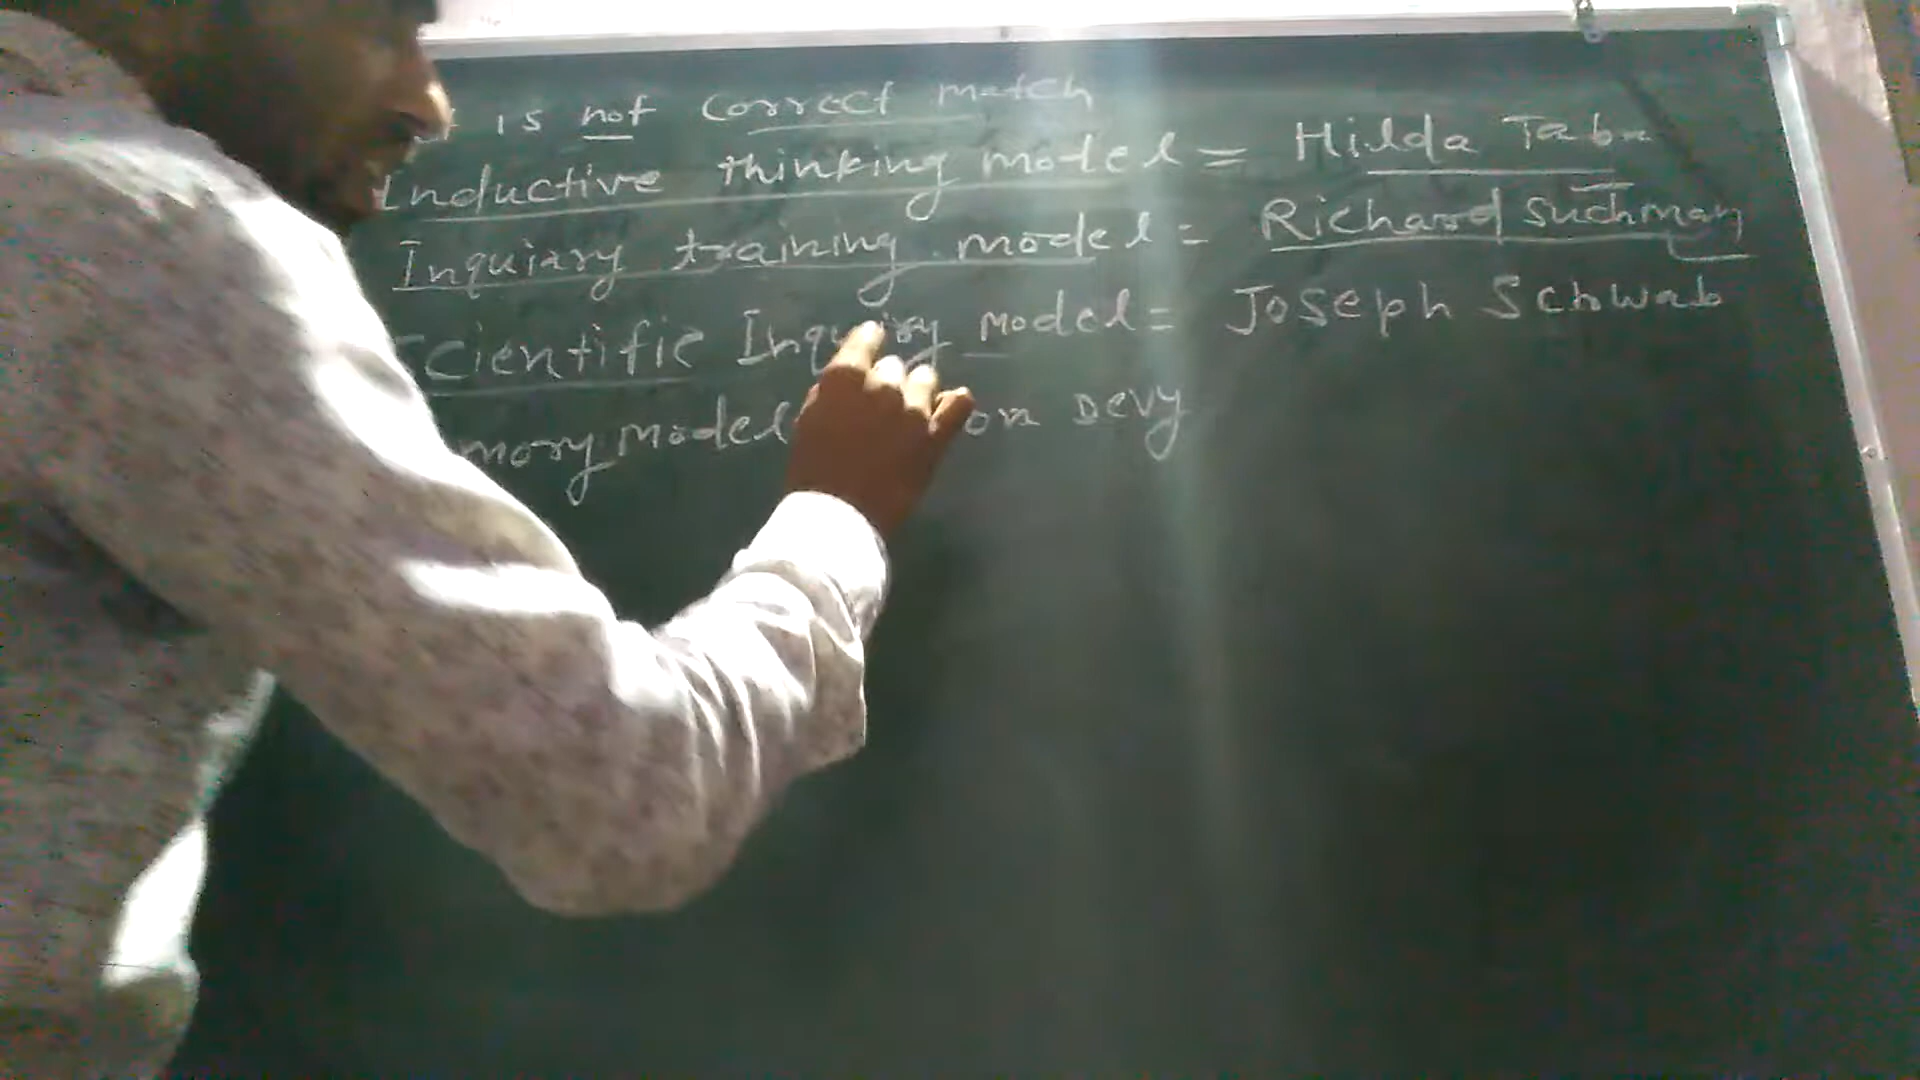 is not correct match
Inductive thinking model = Hilda Taba
Inquiary training model = Richard Suchman
Scientific Inquiry Model = Joseph Schwab
mory Model on Devy